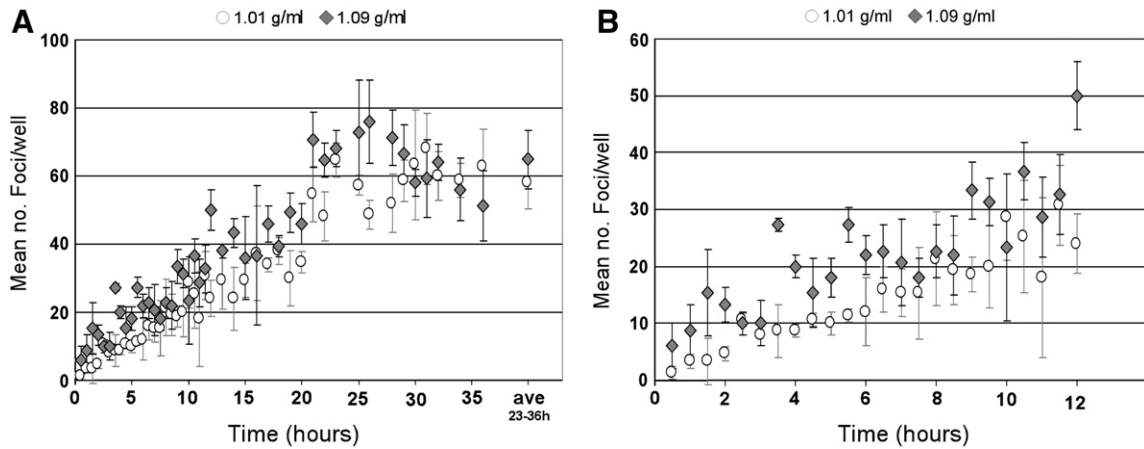 A
1.01 g/ml 1.09 g/ml
Mean no. Foci/well
100
80
60
40
20
0
0 5 10 15 20 25 30 35 ave
23-36h
Time (hours)
B
1.01 g/ml 1.09 g/ml
Mean no. Foci/well
60
50
40
30
20
10
0
0 2 4 6 8 10 12
Time (hours)